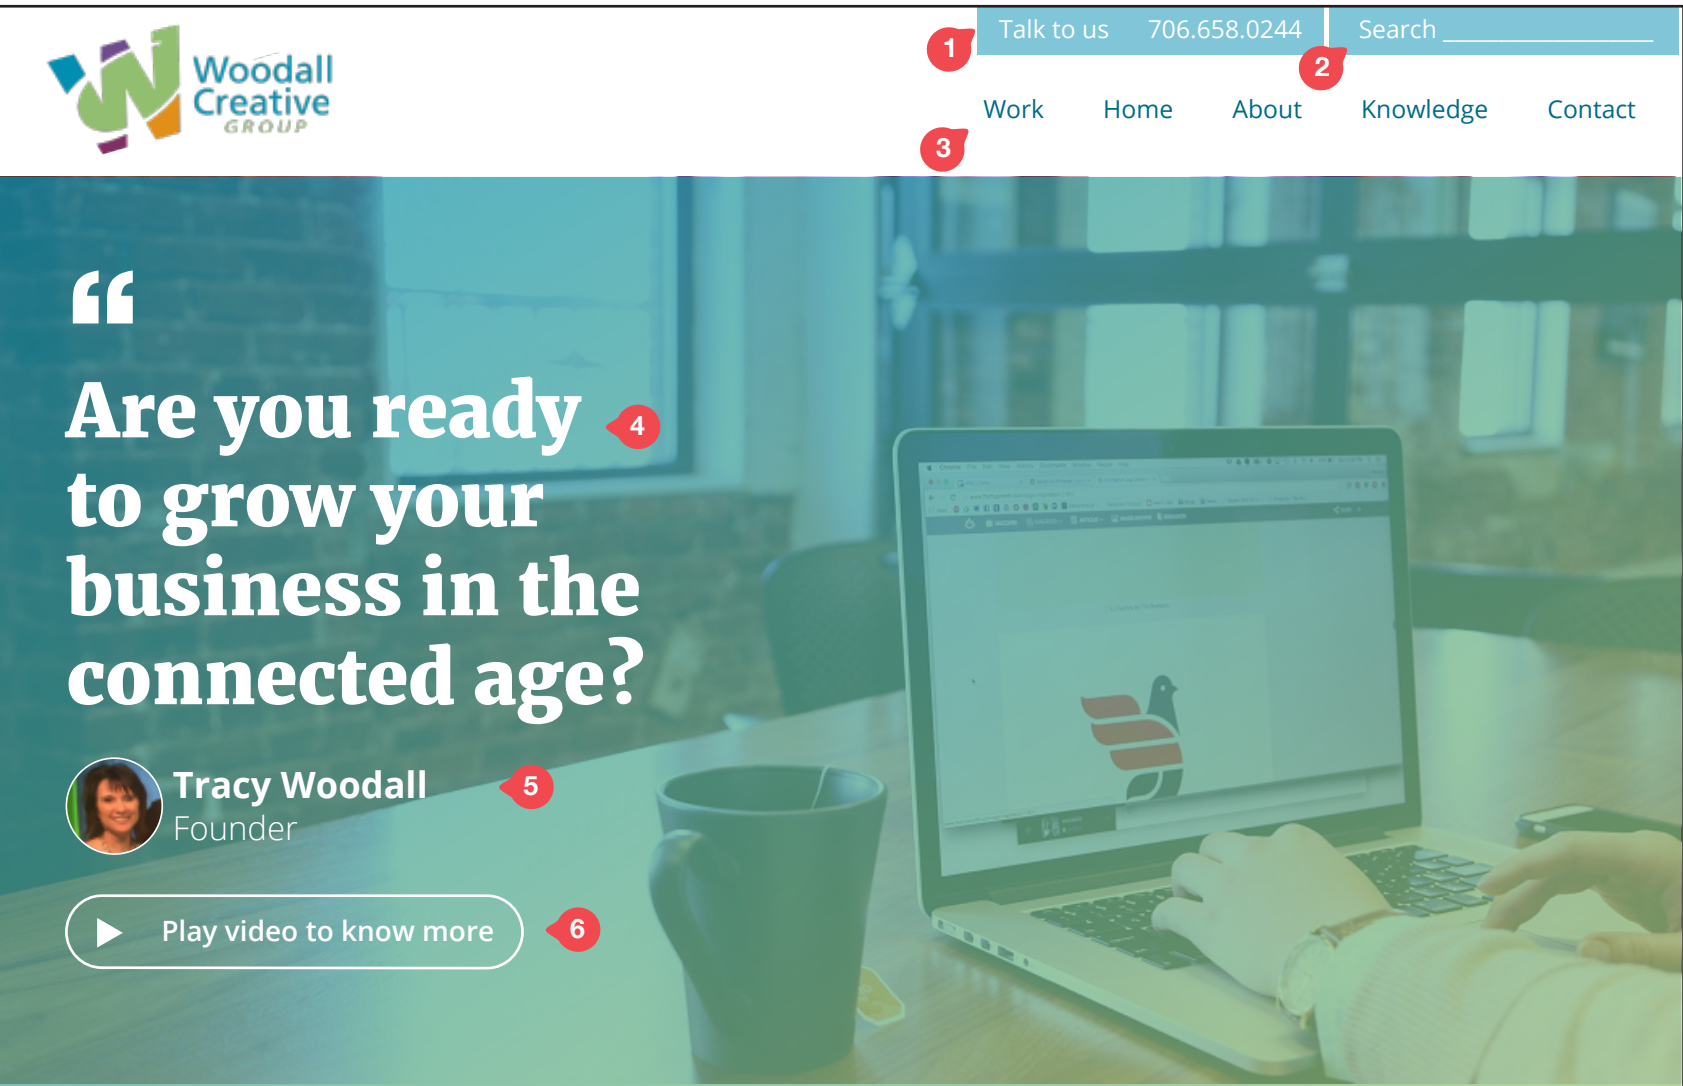 Woodall
Creative
GROUP
Talk to us 706.658.0244 Search
1
2
Work Home About Knowledge Contact
3
“
Are you ready
4
to grow your
business in the
connected age?
Tracy Woodall
5
Founder
Play video to know more
6